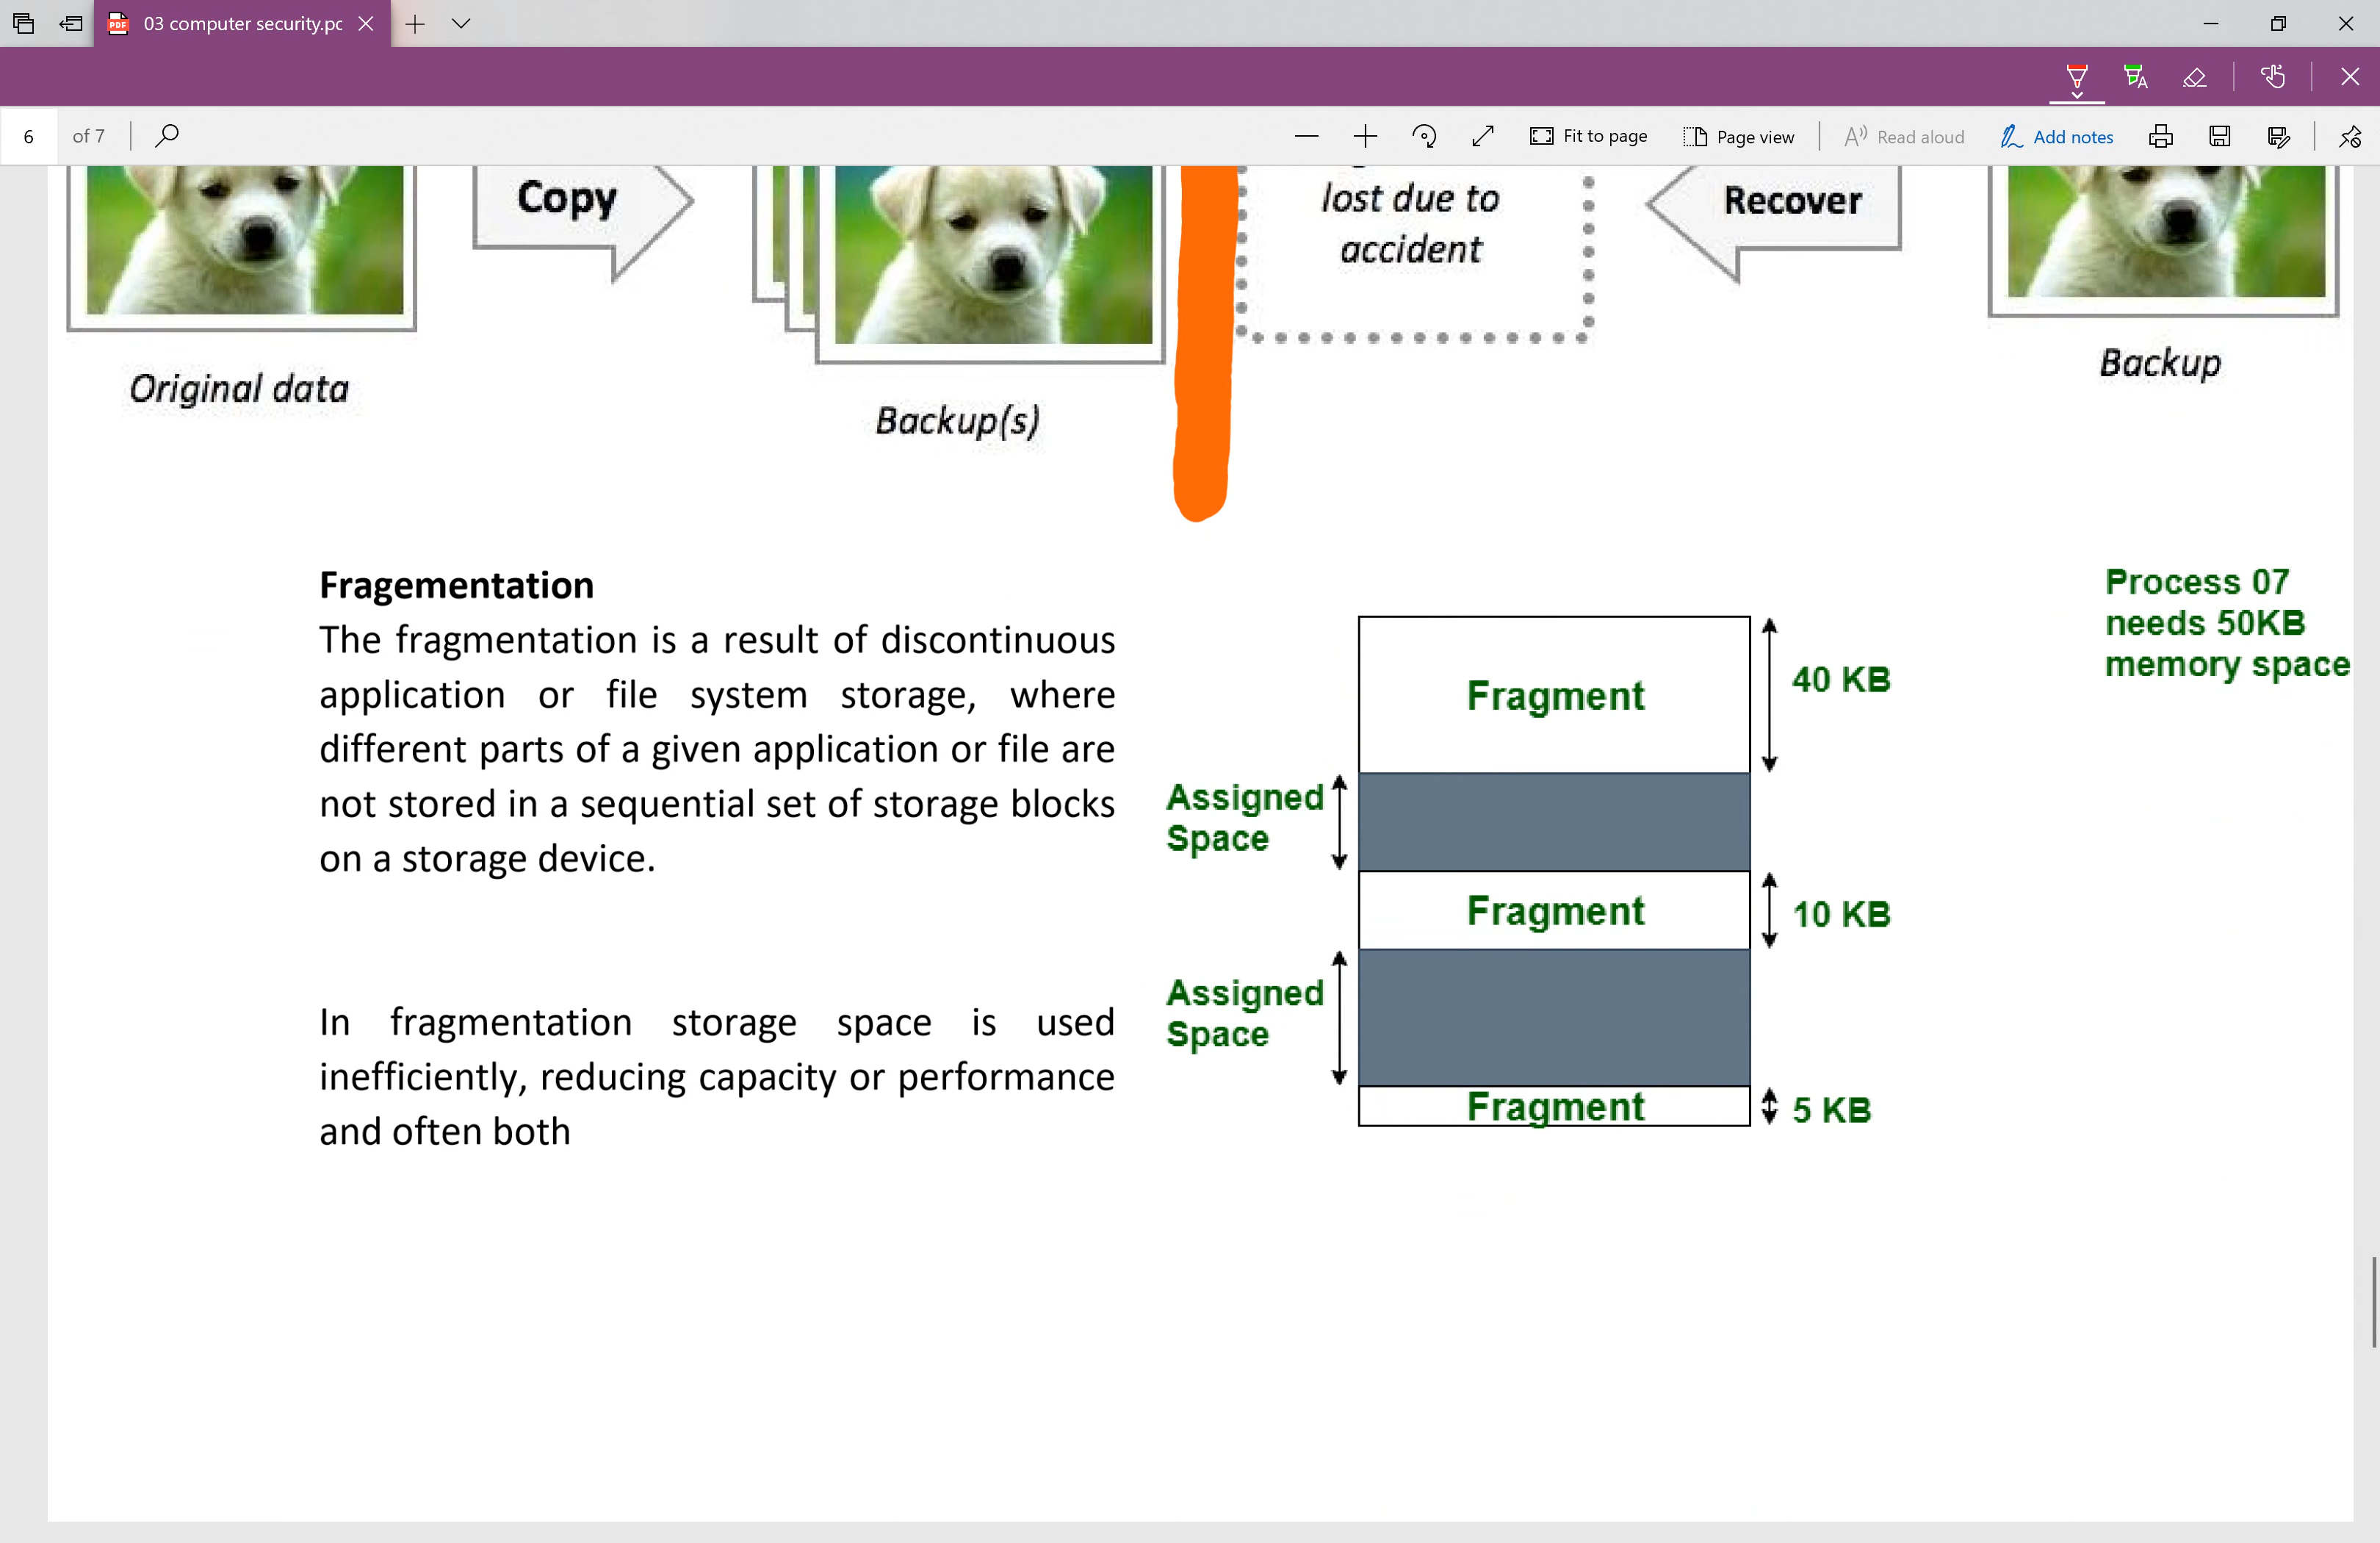 03 computer security.pc
6 of 7
Fit to page
Page view
Read aloud
Add notes
Copy
lost due to
accident
Recover
Original data
Backup(s)
Backup
Fragementation
The fragmentation is a result of discontinuous
application or file system storage, where
different parts of a given application or file are
not stored in a sequential set of storage blocks
on a storage device.
In fragmentation storage space is used
inefficiently, reducing capacity or performance
and often both
Process 07
needs 50KB
memory space
Fragment
40 KB
Assigned
Space
Fragment
10 KB
Assigned
Space
Fragment
5 KB